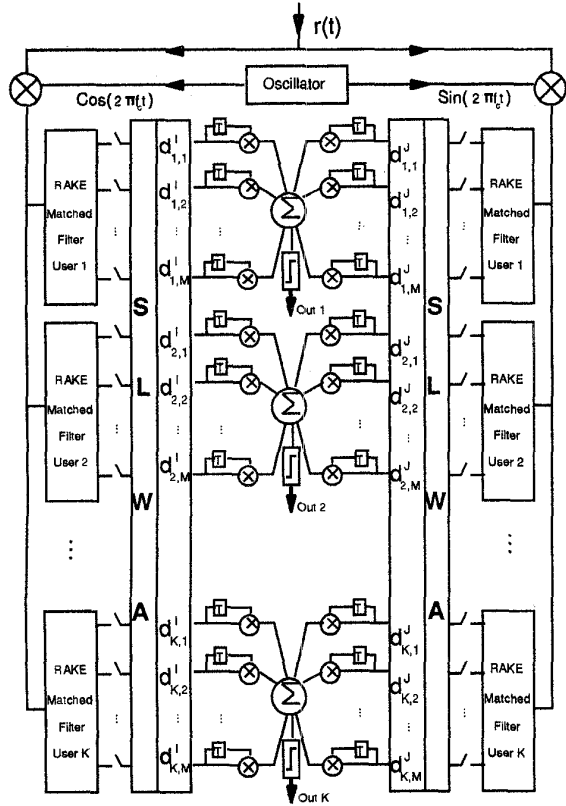 r(t)
Oscillator
Cos(2 πf_c t)
Sin(2 πf_c t)
RAKE
Matched
Filter
User 1
d^I_{1,1}
d^I_{1,2}
d^I_{1,M}
T
T
T
T
T
T
Σ
Out 1
d^J_{1,1}
d^J_{1,2}
d^J_{1,M}
RAKE
Matched
Filter
User 1
RAKE
Matched
Filter
User 2
d^I_{2,1}
d^I_{2,2}
d^I_{2,M}
T
T
T
T
T
T
Σ
Out 2
d^J_{2,1}
d^J_{2,2}
d^J_{2,M}
RAKE
Matched
Filter
User 2
S
L
W
A
S
L
W
A
RAKE
Matched
Filter
User K
d^I_{K,1}
d^I_{K,2}
d^I_{K,M}
T
T
T
T
T
T
Σ
Out K
d^J_{K,1}
d^J_{K,2}
d^J_{K,M}
RAKE
Matched
Filter
User K